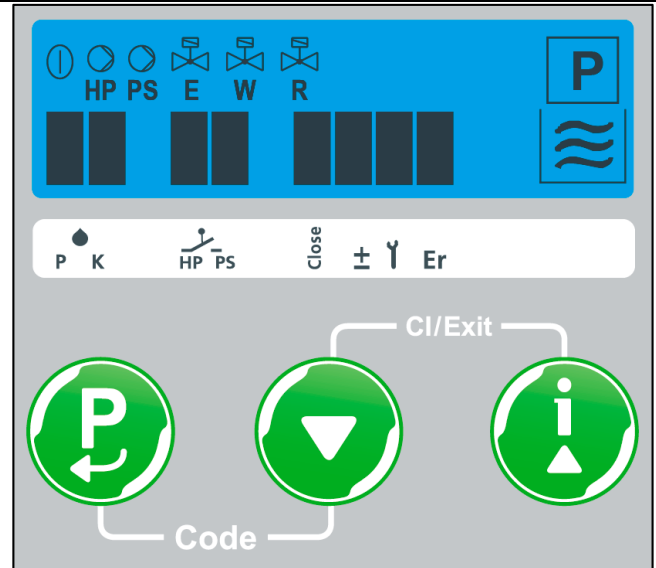 P
HP PS E W R
P K HP PS Close ± Er
CI/Exit
P i
Code